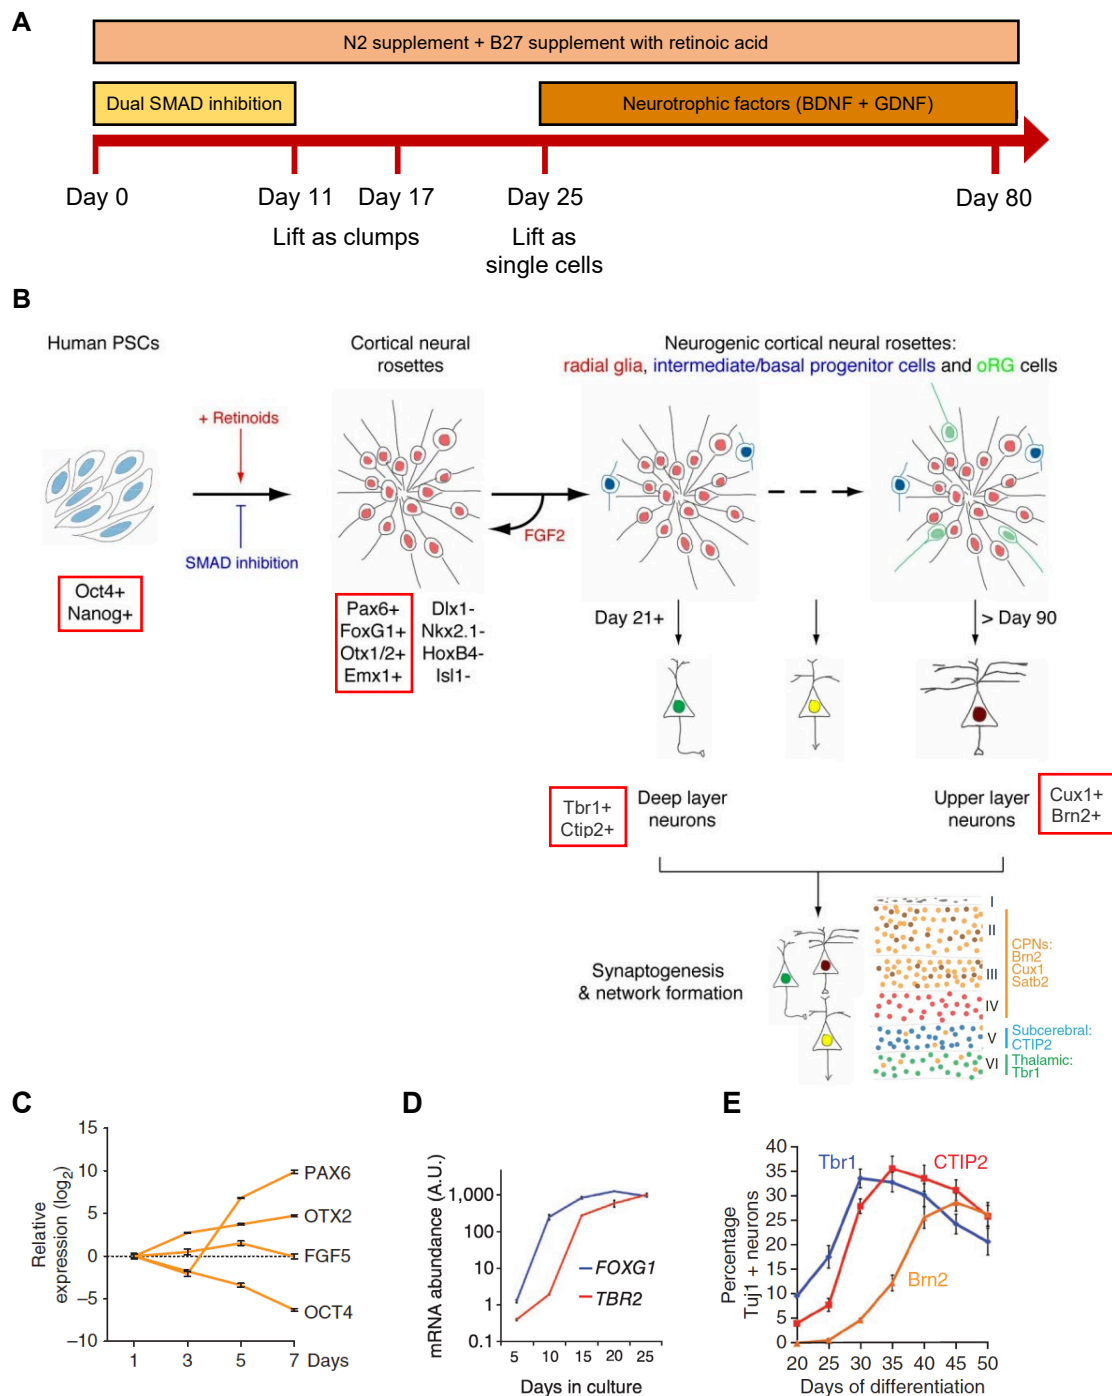 A
N2 supplement + B27 supplement with retinoic acid
Dual SMAD inhibition
Neurotrophic factors (BDNF + GDNF)
Day 0
Day 11
Day 17
Day 25
Day 80
Lift as clumps
Lift as
single cells
B
Human PSCs
Cortical neural
rosettes
Neurogenic cortical neural rosettes:
radial glia, intermediate/basal progenitor cells and oRG cells
+ Retinoids
SMAD inhibition
FGF2
Oct4+
Nanog+
Pax6+
FoxG1+
Otx1/2+
Emx1+
Dlx1-
Nkx2.1-
HoxB4-
Isl1-
Day 21+
> Day 90
Tbr1+
Ctip2+
Deep layer
neurons
Upper layer
neurons
Cux1+
Brn2+
Synaptogenesis
& network formation
I
II
III
IV
V
VI
CPNs:
Brn2
Cux1
Satb2
Subcerebral:
CTIP2
Thalamic:
Tbr1
C
Relative
expression (log2)
15
10
5
0
−5
−10
PAX6
OTX2
FGF5
OCT4
1 3 5 7 Days
D
mRNA abundance (A.U.)
1,000
100
10
1
0.1
FOXG1
TBR2
5 10 15 20 25
Days in culture
E
Percentage
Tuj1 + neurons
40
35
30
25
20
15
10
5
0
Tbr1
CTIP2
Brn2
20 25 30 35 40 45 50
Days of differentiation